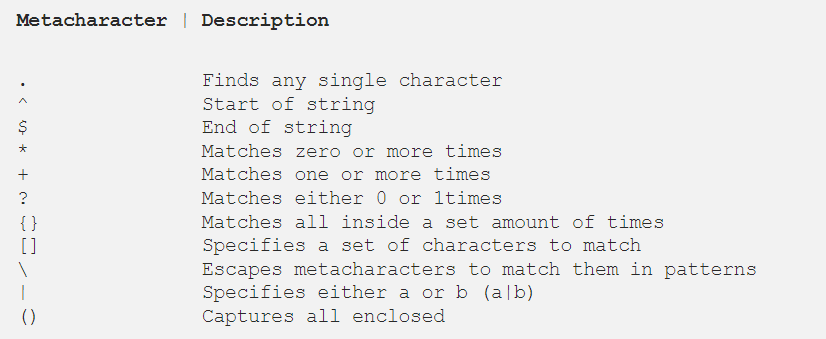 Metacharacter | Description
. Finds any single character
^ Start of string
$ End of string
* Matches zero or more times
+ Matches one or more times
? Matches either 0 or 1times
{} Matches all inside a set amount of times
[] Specifies a set of characters to match
\ Escapes metacharacters to match them in patterns
| Specifies either a or b (a|b)
() Captures all enclosed